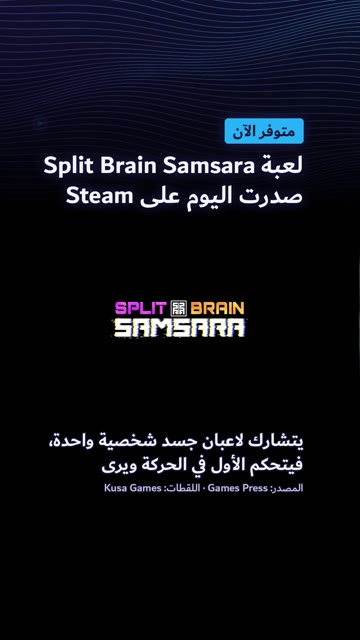 متوفر الآن
لعبة Split Brain Samsara
صدرت اليوم على Steam
SPLIT BRAIN
SAMSARA
يتشارك لاعبان جسد شخصية واحدة،
فيتحكم الأول في الحركة ويرى
المصدر: Games Press · اللقطات: Kusa Games